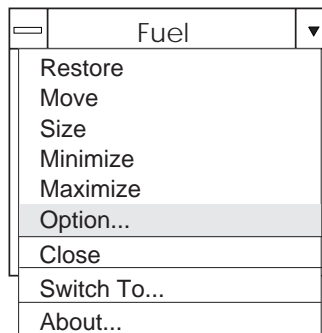 Fuel
Restore
Move
Size
Minimize
Maximize
Option...
Close
Switch To...
About...